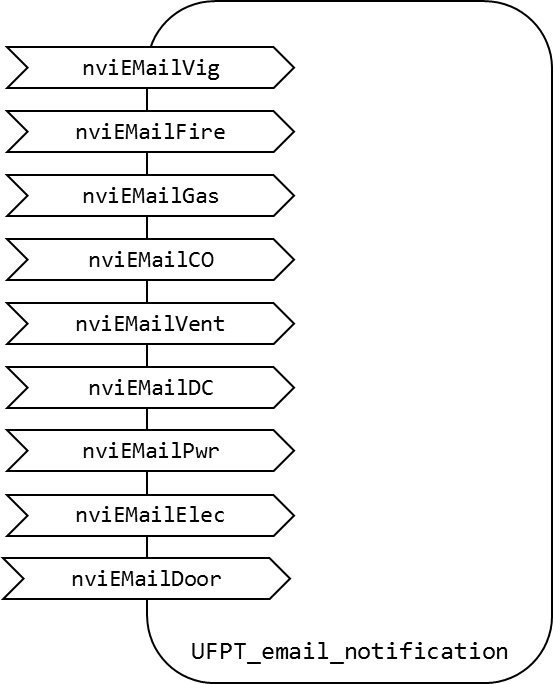 nviEMailVig
nviEMailFire
nviEMailGas
nviEMailCO
nviEMailVent
nviEMailDC
nviEMailPwr
nviEMailElec
nviEMailDoor
UFPT_email_notification